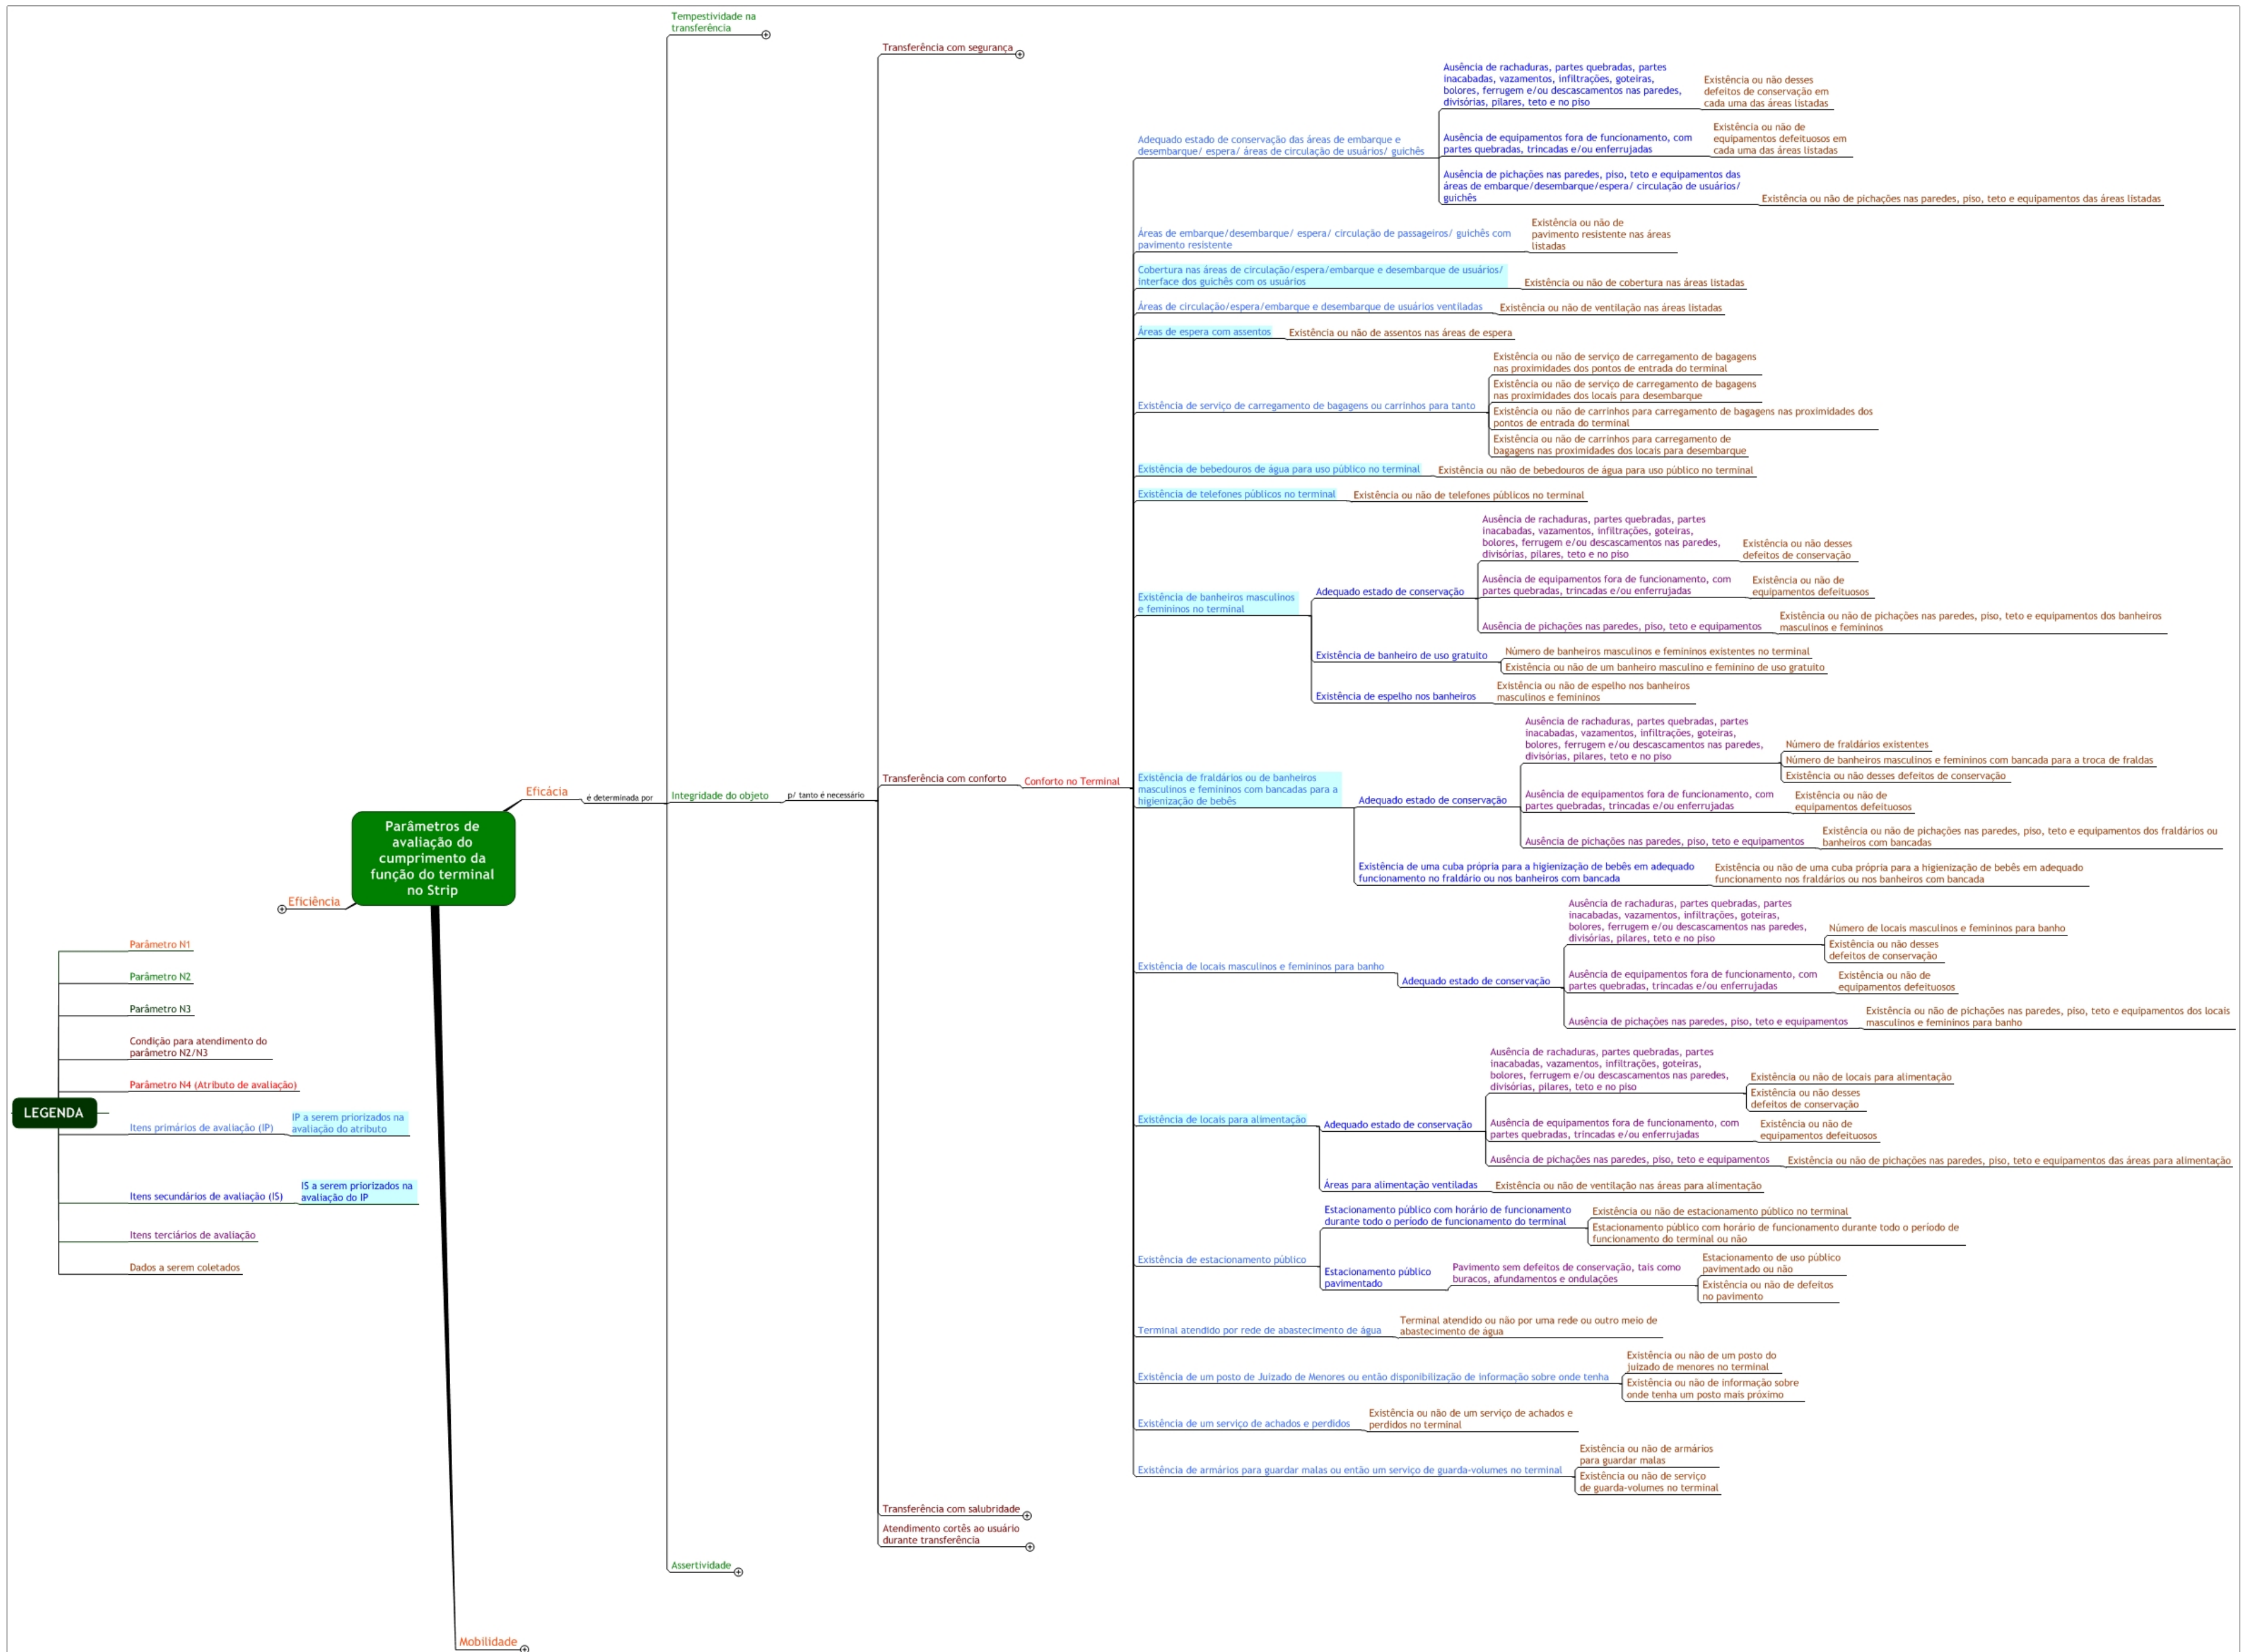 Tempestividade na
transferência
Transferência com segurança
Ausência de rachaduras, partes quebradas, partes
inacabadas, vazamentos, infiltrações, goteiras,
bolores, ferrugem e/ou descascamentos nas paredes,
divisórias, pilares, teto e no piso
Existência ou não desses
defeitos de conservação em
cada uma das áreas listadas
Adequado estado de conservação das áreas de embarque e
desembarque/ espera/ áreas de circulação de usuários/ guichês
Ausência de equipamentos fora de funcionamento, com
partes quebradas, trincadas e/ou enferrujadas
Existência ou não de
equipamentos defeituosos em
cada uma das áreas listadas
Ausência de pichações nas paredes, piso, teto e equipamentos das
áreas de embarque/desembarque/espera/ circulação de usuários/
guichês
Existência ou não de pichações nas paredes, piso, teto e equipamentos das áreas listadas
Áreas de embarque/desembarque/ espera/ circulação de passageiros/ guichês com
pavimento resistente
Existência ou não de
pavimento resistente nas áreas
listadas
Cobertura nas áreas de circulação/espera/embarque e desembarque de usuários/
interface dos guichês com os usuários
Existência ou não de cobertura nas áreas listadas
Áreas de circulação/espera/embarque e desembarque de usuários ventiladas
Existência ou não de ventilação nas áreas listadas
Áreas de espera com assentos
Existência ou não de assentos nas áreas de espera
Existência de serviço de carregamento de bagagens ou carrinhos para tanto
Existência ou não de serviço de carregamento de bagagens
nas proximidades dos pontos de entrada do terminal
Existência ou não de serviço de carregamento de bagagens
nas proximidades dos locais para desembarque
Existência ou não de carrinhos para carregamento de bagagens nas proximidades dos
pontos de entrada do terminal
Existência ou não de carrinhos para carregamento de
bagagens nas proximidades dos locais para desembarque
Existência de bebedouros de água para uso público no terminal
Existência ou não de bebedouros de água para uso público no terminal
Existência de telefones públicos no terminal
Existência ou não de telefones públicos no terminal
Existência de banheiros masculinos
e femininos no terminal
Adequado estado de conservação
Ausência de rachaduras, partes quebradas, partes
inacabadas, vazamentos, infiltrações, goteiras,
bolores, ferrugem e/ou descascamentos nas paredes,
divisórias, pilares, teto e no piso
Existência ou não desses
defeitos de conservação
Ausência de equipamentos fora de funcionamento, com
partes quebradas, trincadas e/ou enferrujadas
Existência ou não de
equipamentos defeituosos
Ausência de pichações nas paredes, piso, teto e equipamentos
Existência ou não de pichações nas paredes, piso, teto e equipamentos dos banheiros
masculinos e femininos
Existência de banheiro de uso gratuito
Número de banheiros masculinos e femininos existentes no terminal
Existência ou não de um banheiro masculino e feminino de uso gratuito
Existência de espelho nos banheiros
Existência ou não de espelho nos banheiros
masculinos e femininos
Transferência com conforto
Conforto no Terminal
Existência de fraldários ou de banheiros
masculinos e femininos com bancadas para a
higienização de bebês
Adequado estado de conservação
Ausência de rachaduras, partes quebradas, partes
inacabadas, vazamentos, infiltrações, goteiras,
bolores, ferrugem e/ou descascamentos nas paredes,
divisórias, pilares, teto e no piso
Número de fraldários existentes
Número de banheiros masculinos e femininos com bancada para a troca de fraldas
Existência ou não desses defeitos de conservação
Ausência de equipamentos fora de funcionamento, com
partes quebradas, trincadas e/ou enferrujadas
Existência ou não de
equipamentos defeituosos
Ausência de pichações nas paredes, piso, teto e equipamentos
Existência ou não de pichações nas paredes, piso, teto e equipamentos dos fraldários ou
banheiros com bancadas
Existência de uma cuba própria para a higienização de bebês em adequado
funcionamento no fraldário ou nos banheiros com bancada
Existência ou não de uma cuba própria para a higienização de bebês em adequado
funcionamento nos fraldários ou nos banheiros com bancada
Eficácia
é determinada por
Integridade do objeto
p/ tanto é necessário
Parâmetros de
avaliação do
cumprimento da
função do terminal
no Strip
Eficiência
Existência de locais masculinos e femininos para banho
Adequado estado de conservação
Ausência de rachaduras, partes quebradas, partes
inacabadas, vazamentos, infiltrações, goteiras,
bolores, ferrugem e/ou descascamentos nas paredes,
divisórias, pilares, teto e no piso
Número de locais masculinos e femininos para banho
Existência ou não desses
defeitos de conservação
Ausência de equipamentos fora de funcionamento, com
partes quebradas, trincadas e/ou enferrujadas
Existência ou não de
equipamentos defeituosos
Ausência de pichações nas paredes, piso, teto e equipamentos
Existência ou não de pichações nas paredes, piso, teto e equipamentos dos locais
masculinos e femininos para banho
Existência de locais para alimentação
Adequado estado de conservação
Ausência de rachaduras, partes quebradas, partes
inacabadas, vazamentos, infiltrações, goteiras,
bolores, ferrugem e/ou descascamentos nas paredes,
divisórias, pilares, teto e no piso
Existência ou não de locais para alimentação
Existência ou não desses
defeitos de conservação
Ausência de equipamentos fora de funcionamento, com
partes quebradas, trincadas e/ou enferrujadas
Existência ou não de
equipamentos defeituosos
Ausência de pichações nas paredes, piso, teto e equipamentos
Existência ou não de pichações nas paredes, piso, teto e equipamentos das áreas para alimentação
Áreas para alimentação ventiladas
Existência ou não de ventilação nas áreas para alimentação
Existência de estacionamento público
Estacionamento público com horário de funcionamento
durante todo o período de funcionamento do terminal
Existência ou não de estacionamento público no terminal
Estacionamento público com horário de funcionamento durante todo o período de
funcionamento do terminal ou não
Estacionamento público
pavimentado
Pavimento sem defeitos de conservação, tais como
buracos, afundamentos e ondulações
Estacionamento de uso público
pavimentado ou não
Existência ou não de defeitos
no pavimento
Terminal atendido por rede de abastecimento de água
Terminal atendido ou não por uma rede ou outro meio de
abastecimento de água
Existência de um posto de Juizado de Menores ou então disponibilização de informação sobre onde tenha
Existência ou não de um posto do
juizado de menores no terminal
Existência ou não de informação sobre
onde tenha um posto mais próximo
Existência de um serviço de achados e perdidos
Existência ou não de um serviço de achados e
perdidos no terminal
Existência de armários para guardar malas ou então um serviço de guarda-volumes no terminal
Existência ou não de armários
para guardar malas
Existência ou não de serviço
de guarda-volumes no terminal
Transferência com salubridade
Atendimento cortês ao usuário
durante transferência
Assertividade
Mobilidade
LEGENDA
Parâmetro N1
Parâmetro N2
Parâmetro N3
Condição para atendimento do
parâmetro N2/N3
Parâmetro N4 (Atributo de avaliação)
Itens primários de avaliação (IP)
IP a serem priorizados na
avaliação do atributo
Itens secundários de avaliação (IS)
IS a serem priorizados na
avaliação do IP
Itens terciários de avaliação
Dados a serem coletados